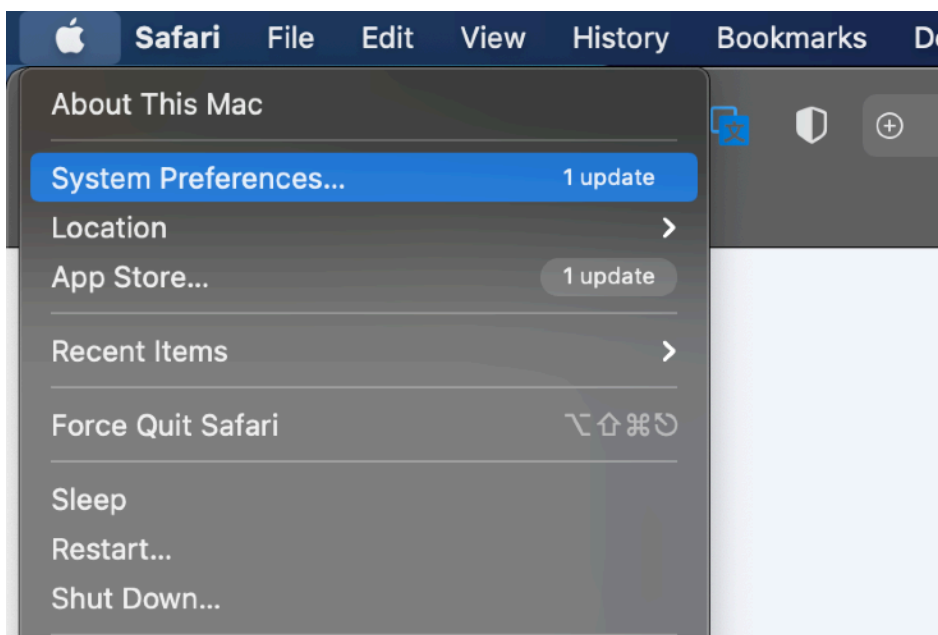 Safari File Edit View History Bookmarks
About This Mac
System Preferences... 1 update
Location
App Store... 1 update
Recent Items
Force Quit Safari ⌥⇧⌘⎋
Sleep
Restart...
Shut Down...